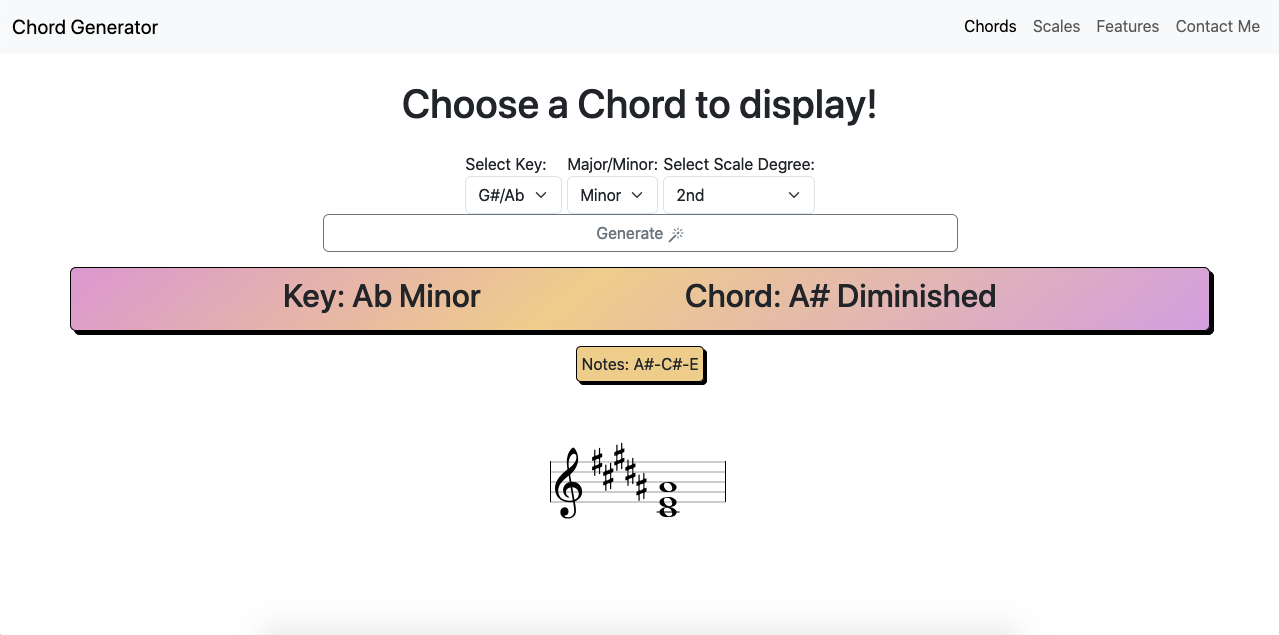 Chord Generator
Chords Scales Features Contact Me
Choose a Chord to display!
Select Key: Major/Minor: Select Scale Degree:
G#/Ab Minor 2nd
Generate
Key: Ab Minor Chord: A# Diminished
Notes: A#-C#-E